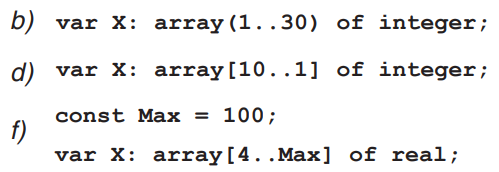 b) var X: array(1..30) of integer;
d) var X: array[10..1] of integer;
f) const Max = 100;
var X: array[4..Max] of real;